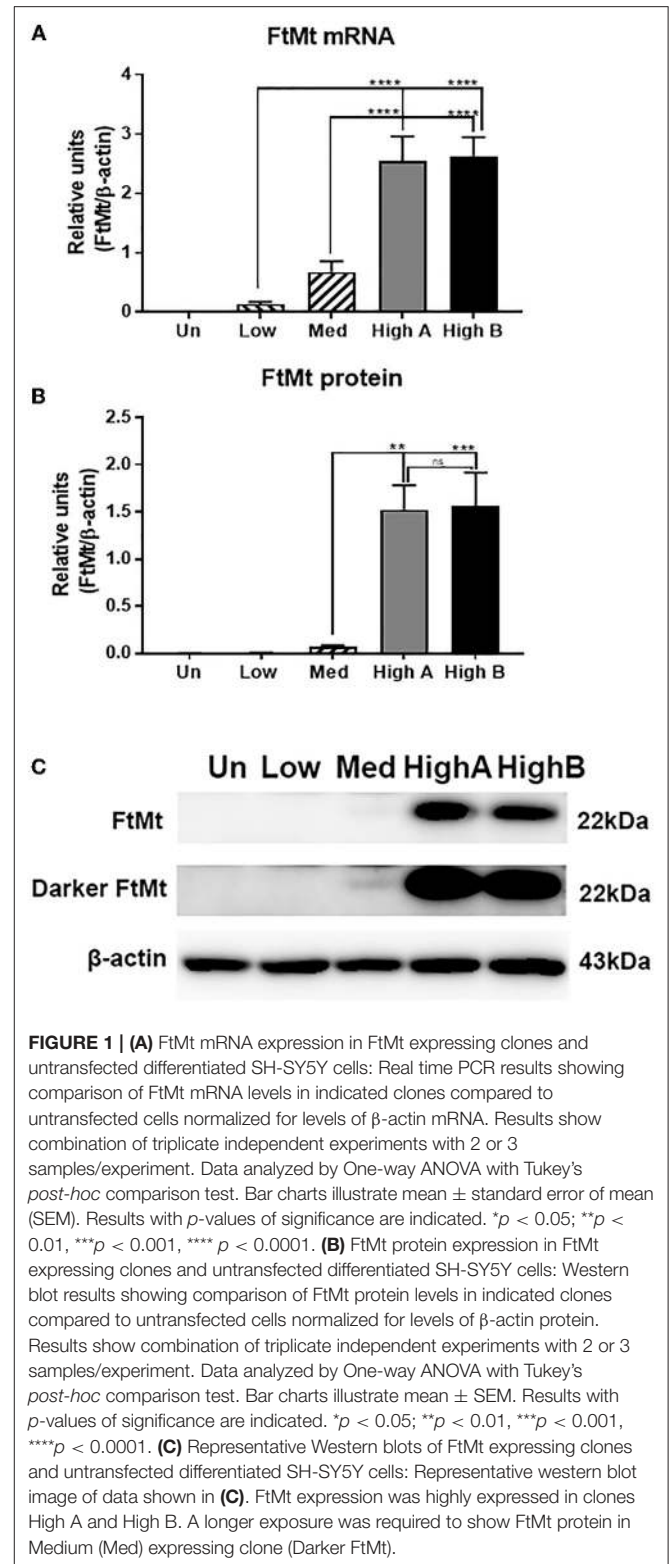 A
FtMt mRNA
Relative units
(FtMt/β-actin)
4
3
2
1
0
****
****
****
****
Un Low Med High A High B
FtMt protein
B
Relative units
(FtMt/β-actin)
2.5
2.0
1.5
1.0
0.5
0.0
**
***
ns
Un Low Med High A High B
C
Un Low Med HighA HighB
FtMt 22kDa
Darker FtMt 22kDa
β-actin 43kDa
FIGURE 1 | (A) FtMt mRNA expression in FtMt expressing clones and
untransfected differentiated SH-SY5Y cells: Real time PCR results showing
comparison of FtMt mRNA levels in indicated clones compared to
untransfected cells normalized for levels of β-actin mRNA. Results show
combination of triplicate independent experiments with 2 or 3
samples/experiment. Data analyzed by One-way ANOVA with Tukey's
post-hoc comparison test. Bar charts illustrate mean ± standard error of mean
(SEM). Results with p-values of significance are indicated. *p < 0.05; **p <
0.01, ***p < 0.001, **** p < 0.0001. (B) FtMt protein expression in FtMt
expressing clones and untransfected differentiated SH-SY5Y cells: Western
blot results showing comparison of FtMt protein levels in indicated clones
compared to untransfected cells normalized for levels of β-actin protein.
Results show combination of triplicate independent experiments with 2 or 3
samples/experiment. Data analyzed by One-way ANOVA with Tukey's
post-hoc comparison test. Bar charts illustrate mean ± SEM. Results with
p-values of significance are indicated. *p < 0.05; **p < 0.01, ***p < 0.001,
****p < 0.0001. (C) Representative Western blots of FtMt expressing clones
and untransfected differentiated SH-SY5Y cells: Representative western blot
image of data shown in (C). FtMt expression was highly expressed in clones
High A and High B. A longer exposure was required to show FtMt protein in
Medium (Med) expressing clone (Darker FtMt).